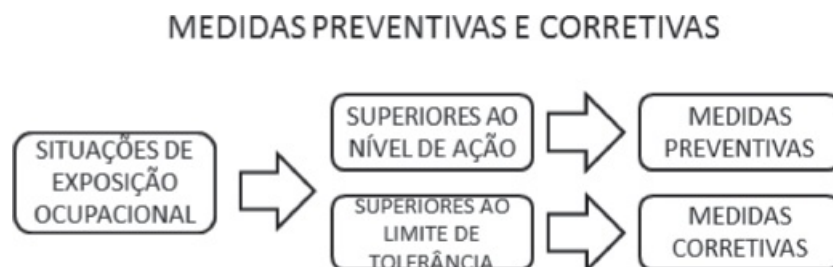 MEDIDAS PREVENTIVAS E CORRETIVAS
SITUAÇÕES DE
EXPOSIÇÃO
OCUPACIONAL
SUPERIORES AO
NÍVEL DE AÇÃO
MEDIDAS
PREVENTIVAS
SUPERIORES AO
LIMITE DE
TOLERÂNCIA
MEDIDAS
CORRETIVAS